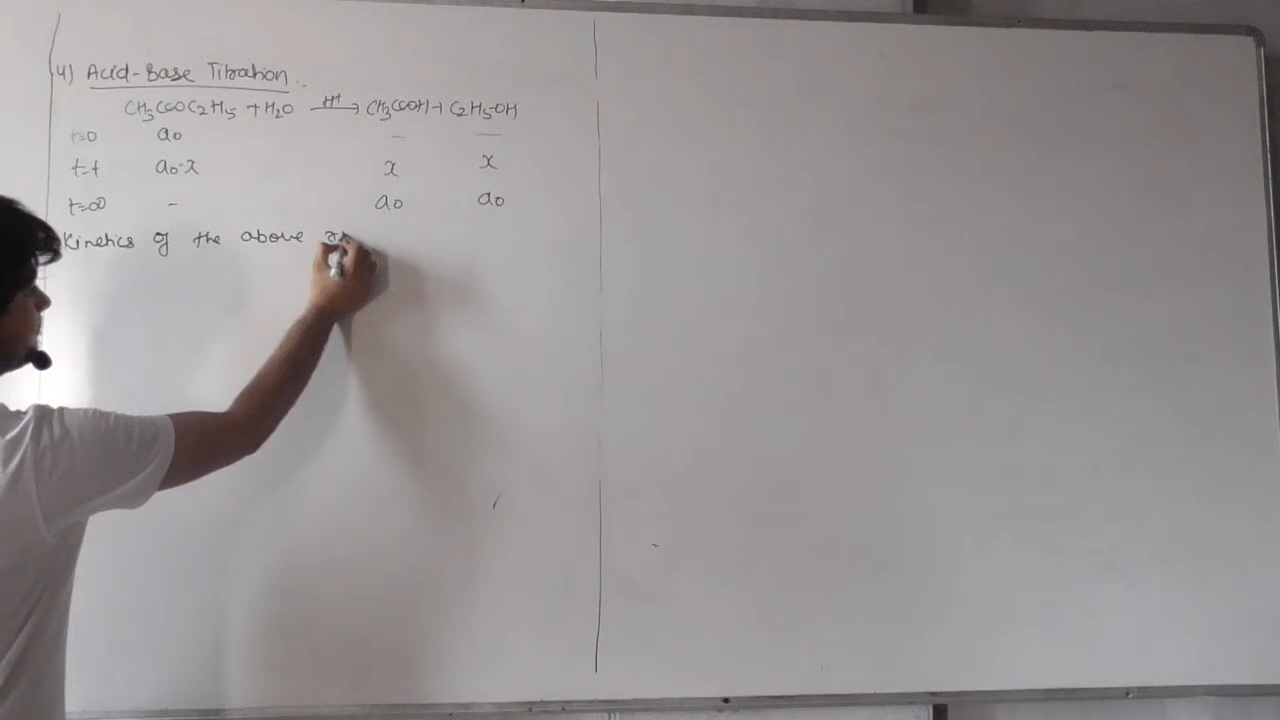 4) Acid-Base Titration
CH3COOC2H5 + H2O H+→ CH3COOH + C2H5-OH
t=0 a0 - -
t=t a0-x x x
t=∞ - a0 a0
Kinetics of the above